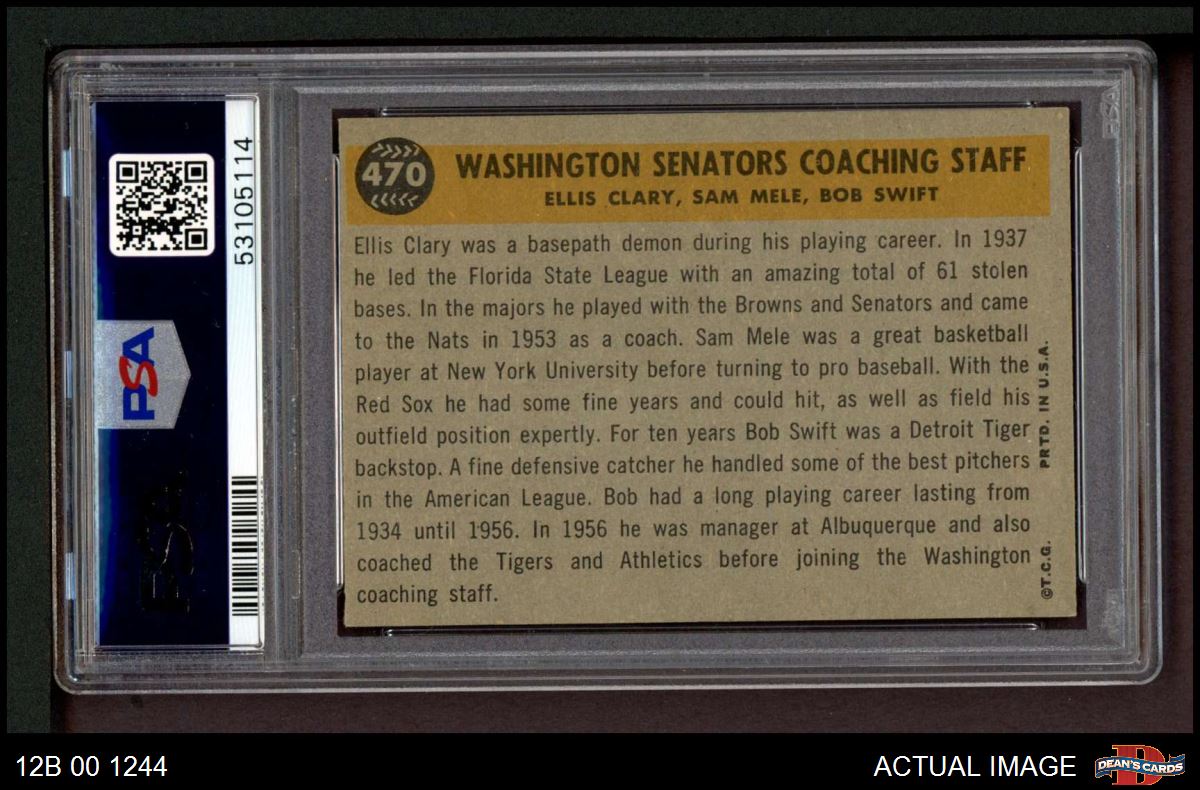 53105114
PSA
470
WASHINGTON SENATORS COACHING STAFF
ELLIS CLARY, SAM MELE, BOB SWIFT
Ellis Clary was a basepath demon during his playing career. In 1937
he led the Florida State League with an amazing total of 61 stolen
bases. In the majors he played with the Browns and Senators and came
to the Nats in 1953 as a coach. Sam Mele was a great basketball
player at New York University before turning to pro baseball. With the
Red Sox he had some fine years and could hit, as well as field his
outfield position expertly. For ten years Bob Swift was a Detroit Tiger
backstop. A fine defensive catcher he handled some of the best pitchers
in the American League. Bob had a long playing career lasting from
1934 until 1956. In 1956 he was manager at Albuquerque and also
coached the Tigers and Athletics before joining the Washington
coaching staff.
©T.C.G. PRTD. IN U.S.A.
PSA
PSA
12B 00 1244
ACTUAL IMAGE
D
DEAN'S CARDS